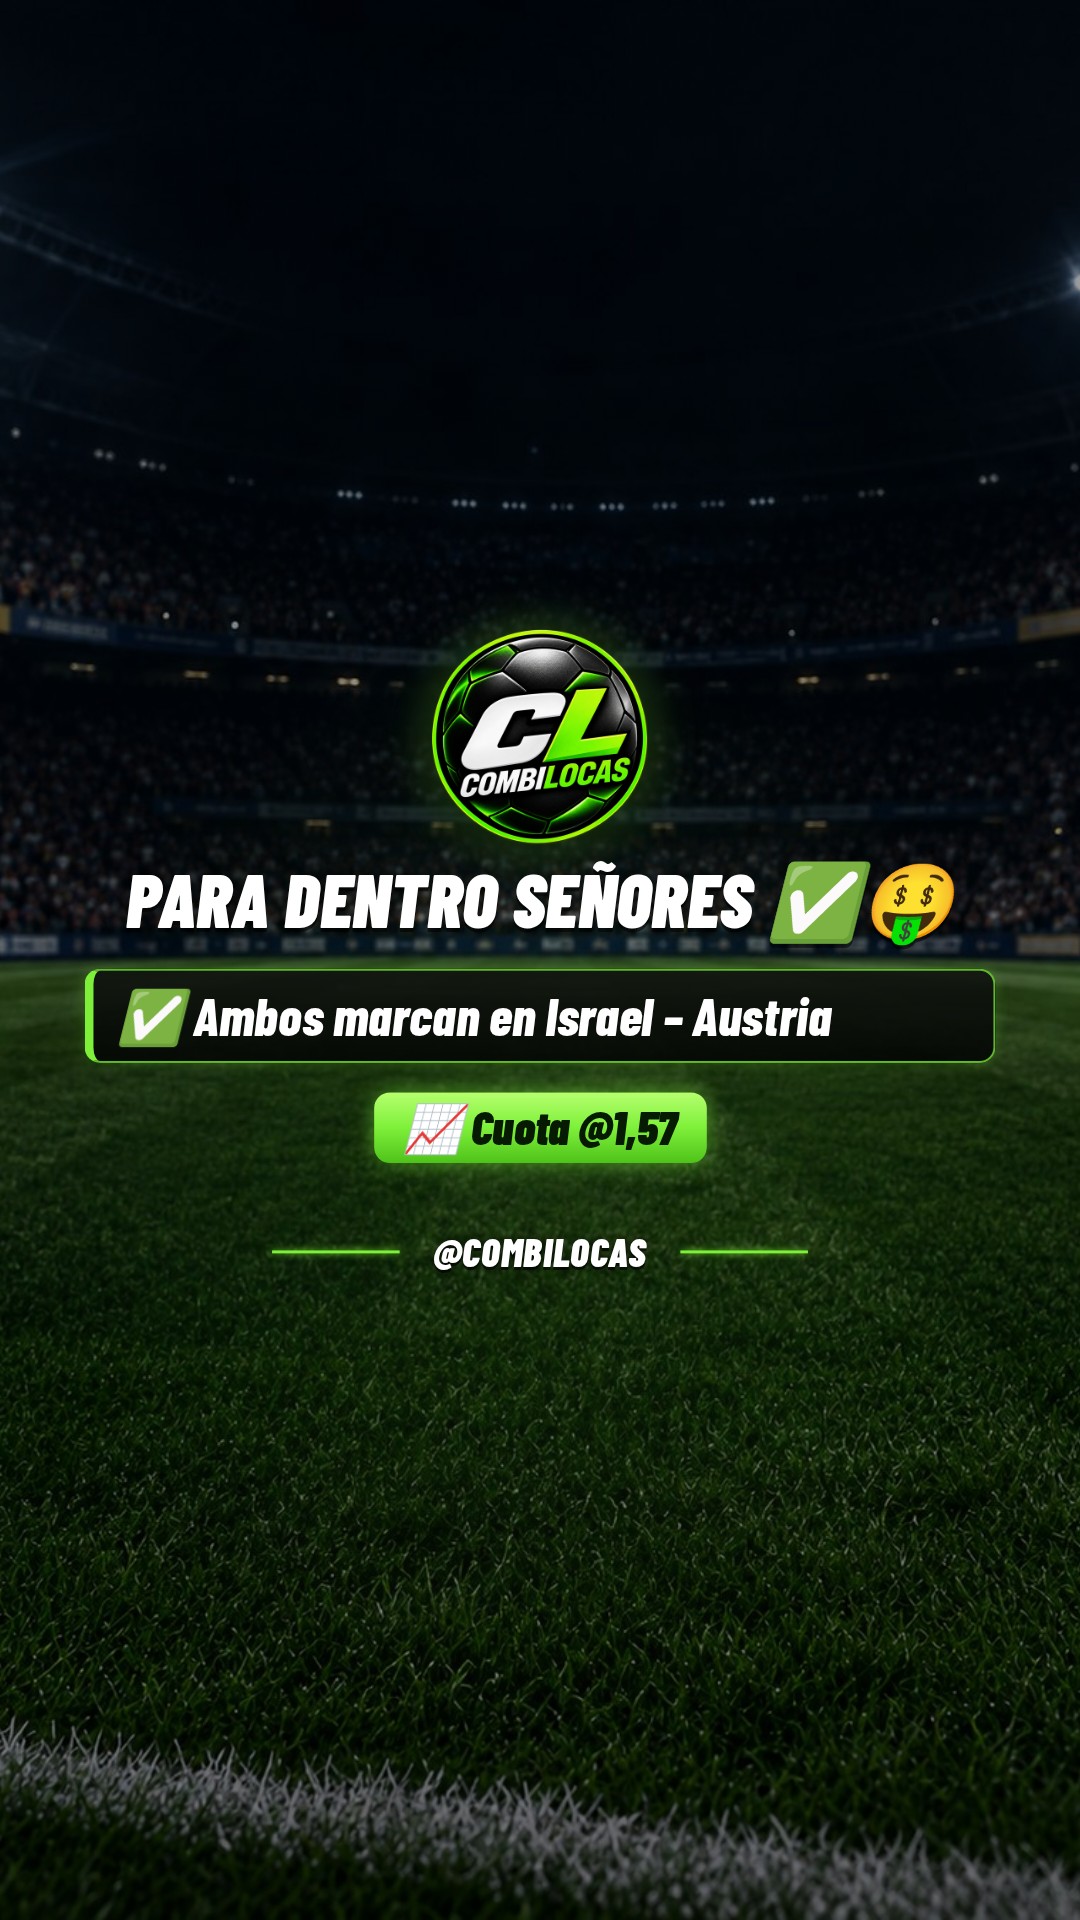 CL
COMBILOCAS
PARA DENTRO SEÑORES ✅🤑
✅ Ambos marcan en Israel - Austria
📈 Cuota @1,57
@COMBILOCAS